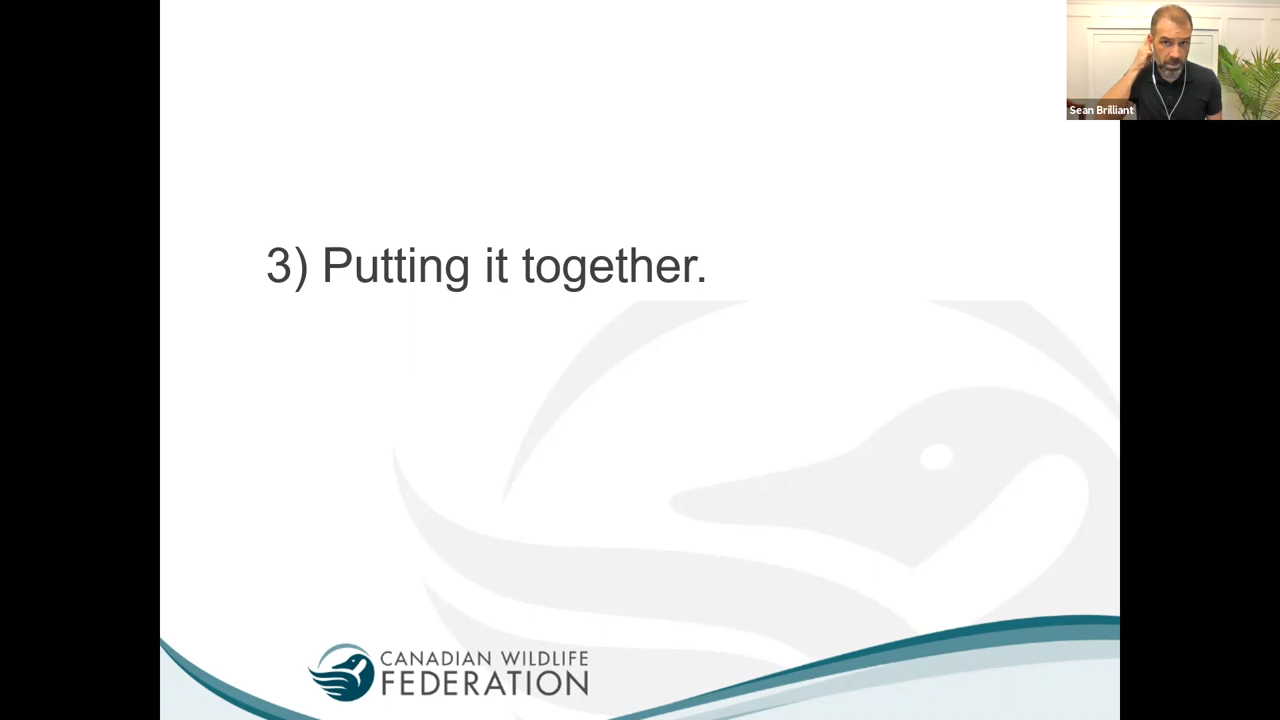 Sean Brilliant
3) Putting it together.
CANADIAN WILDLIFE
FEDERATION